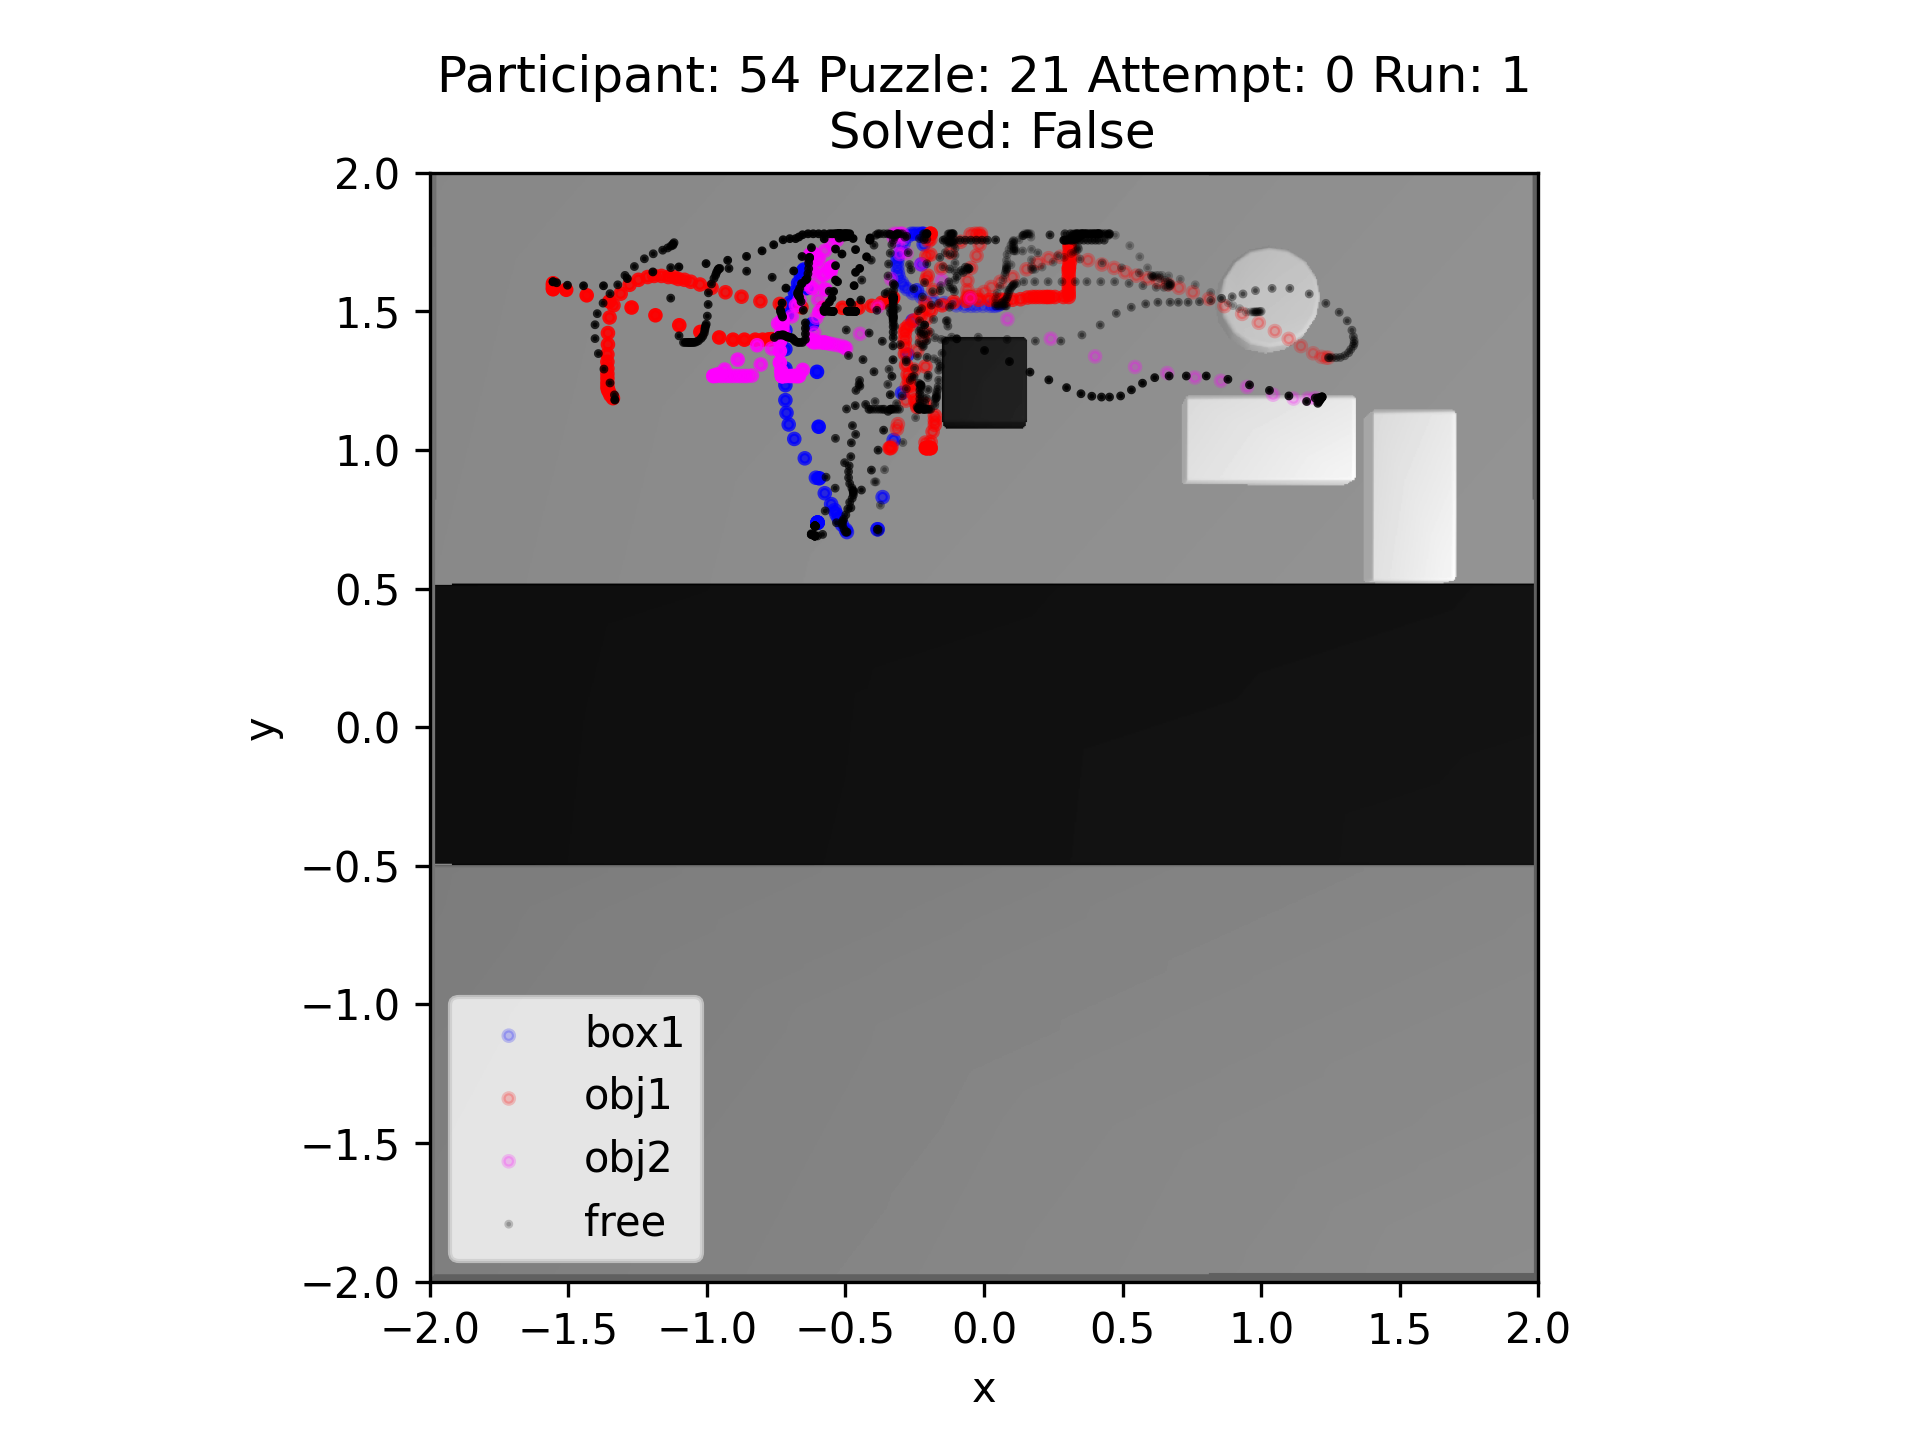 Participant: 54 Puzzle: 21 Attempt: 0 Run: 1
Solved: False
2.0
1.5
1.0
0.5
0.0
−0.5
−1.0
−1.5
−2.0
y
box1
obj1
obj2
free
−2.0 −1.5 −1.0 −0.5 0.0 0.5 1.0 1.5 2.0
x